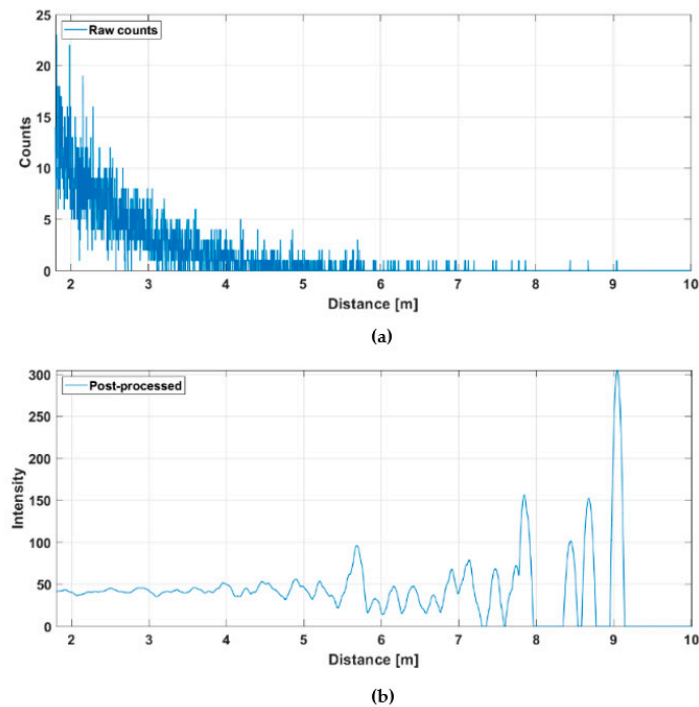 25
20
15
10
5
0
Raw counts
Counts
2 3 4 5 6 7 8 9 10
Distance [m]
(a)
300
250
200
150
100
50
0
Post-processed
Intensity
2 3 4 5 6 7 8 9 10
Distance [m]
(b)